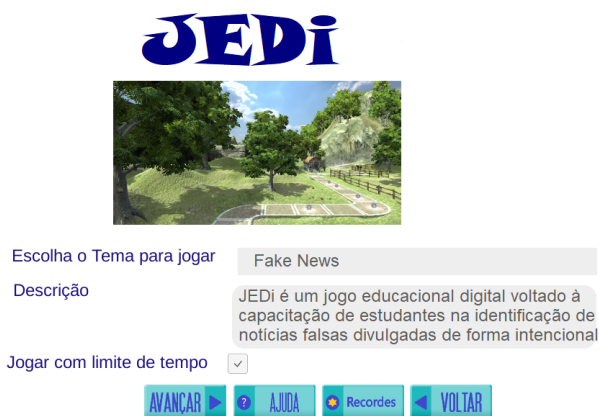 JEDi
Escolha o Tema para jogar
Fake News
Descrição
JEDi é um jogo educacional digital voltado à
capacitação de estudantes na identificação de
notícias falsas divulgadas de forma intencional
Jogar com limite de tempo
AVANÇAR
? AJUDA
Recordes
VOLTAR